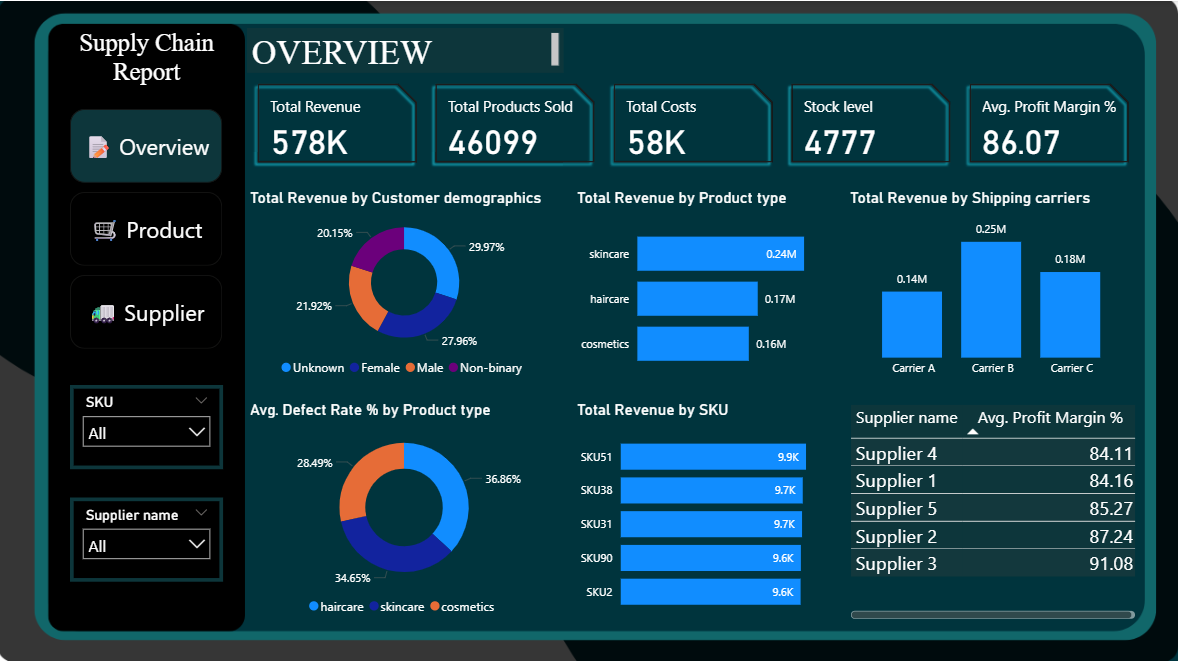 Supply Chain
Report
Overview
Product
Supplier
SKU
All
Supplier name
All
OVERVIEW
Total Revenue
578K
Total Products Sold
46099
Total Costs
58K
Stock level
4777
Avg. Profit Margin %
86.07
Total Revenue by Customer demographics
20.15%
29.97%
21.92%
27.96%
Unknown Female Male Non-binary
Total Revenue by Product type
skincare 0.24M
haircare 0.17M
cosmetics 0.16M
Total Revenue by Shipping carriers
0.25M
0.18M
0.14M
Carrier A Carrier B Carrier C
Avg. Defect Rate % by Product type
28.49%
36.86%
34.65%
haircare skincare cosmetics
Total Revenue by SKU
SKU51 9.9K
SKU38 9.7K
SKU31 9.7K
SKU90 9.6K
SKU2 9.6K
Supplier name Avg. Profit Margin %
Supplier 4 84.11
Supplier 1 84.16
Supplier 5 85.27
Supplier 2 87.24
Supplier 3 91.08